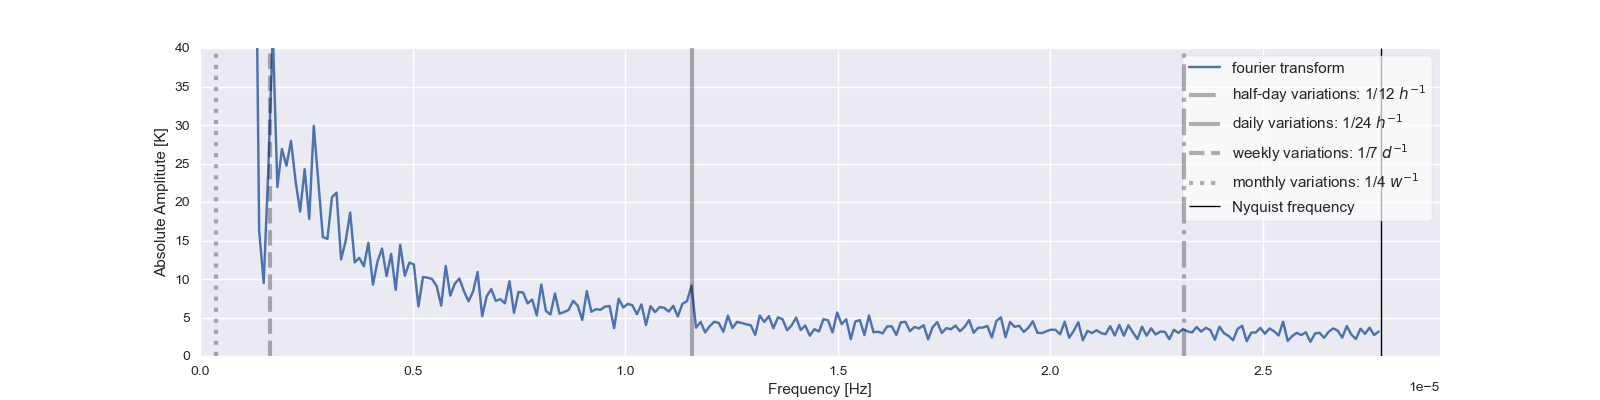 40
35
30
25
20
15
10
5
0
Absolute Amplitute [K]
fourier transform
half-day variations: 1/12 h⁻¹
daily variations: 1/24 h⁻¹
weekly variations: 1/7 d⁻¹
monthly variations: 1/4 w⁻¹
Nyquist frequency
0.0 0.5 1.0 1.5 2.0 2.5
1e−5
Frequency [Hz]